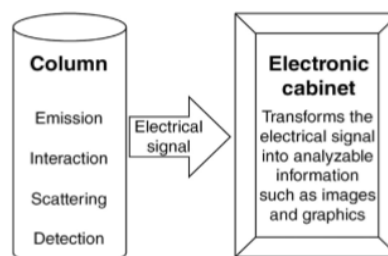 Column
Emission
Interaction
Scattering
Detection
Electrical
signal
Electronic
cabinet
Transforms the
electrical signal
into analyzable
information
such as images
and graphics